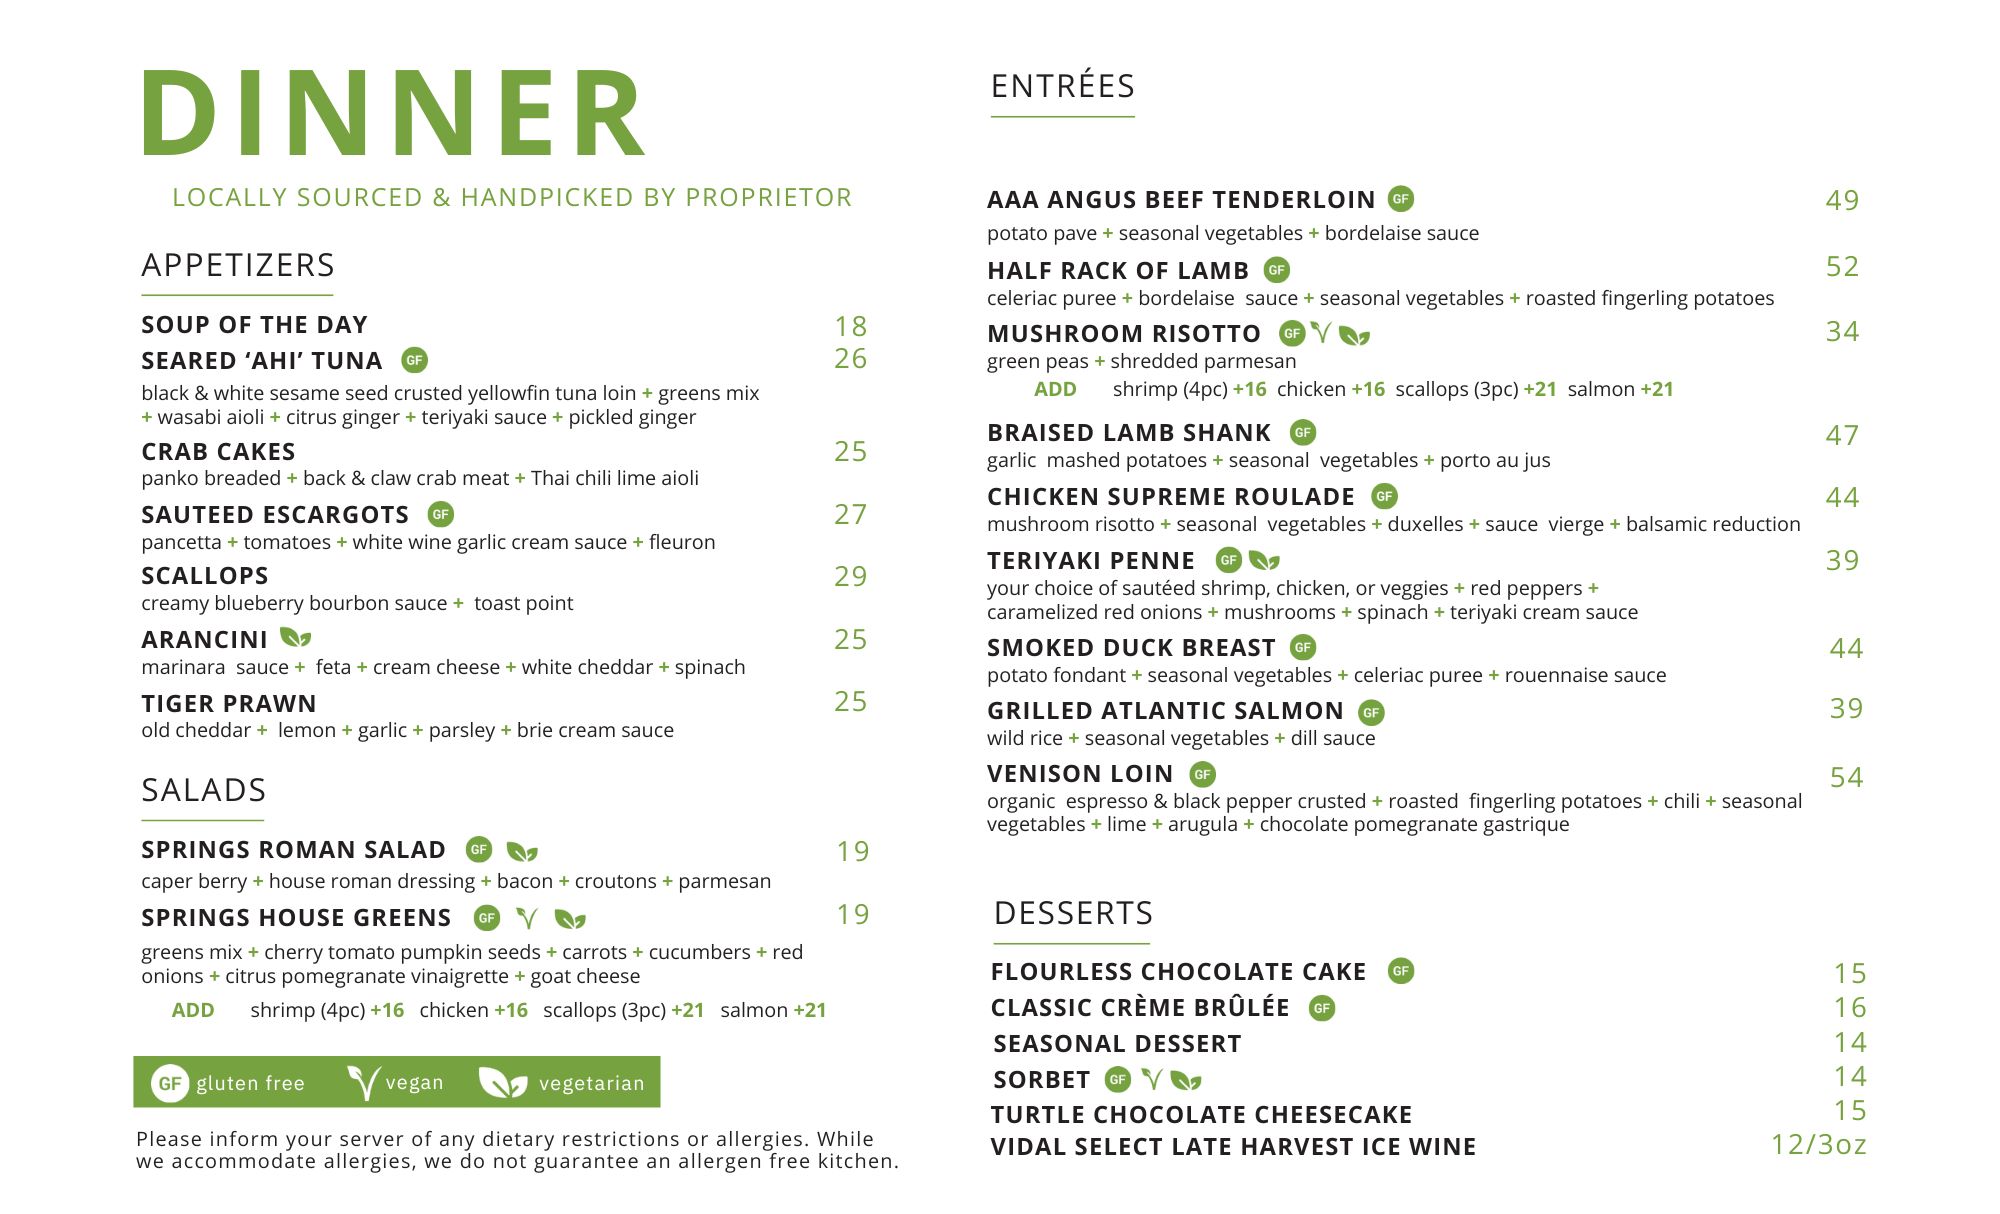 DINNER
LOCALLY SOURCED & HANDPICKED BY PROPRIETOR
APPETIZERS
SOUP OF THE DAY 18
SEARED ‘AHI’ TUNA GF 26
black & white sesame seed crusted yellowfin tuna loin + greens mix
+ wasabi aioli + citrus ginger + teriyaki sauce + pickled ginger
CRAB CAKES 25
panko breaded + back & claw crab meat + Thai chili lime aioli
SAUTEED ESCARGOTS GF 27
pancetta + tomatoes + white wine garlic cream sauce + fleuron
SCALLOPS 29
creamy blueberry bourbon sauce + toast point
ARANCINI 25
marinara sauce + feta + cream cheese + white cheddar + spinach
TIGER PRAWN 25
old cheddar + lemon + garlic + parsley + brie cream sauce
SALADS
SPRINGS ROMAN SALAD GF 19
caper berry + house roman dressing + bacon + croutons + parmesan
SPRINGS HOUSE GREENS GF 19
greens mix + cherry tomato pumpkin seeds + carrots + cucumbers + red
onions + citrus pomegranate vinaigrette + goat cheese
ADD shrimp (4pc) +16 chicken +16 scallops (3pc) +21 salmon +21
GF gluten free vegan vegetarian
Please inform your server of any dietary restrictions or allergies. While
we accommodate allergies, we do not guarantee an allergen free kitchen.
ENTRÉES
AAA ANGUS BEEF TENDERLOIN GF 49
potato pave + seasonal vegetables + bordelaise sauce
HALF RACK OF LAMB GF 52
celeriac puree + bordelaise sauce + seasonal vegetables + roasted fingerling potatoes
MUSHROOM RISOTTO GF 34
green peas + shredded parmesan
ADD shrimp (4pc) +16 chicken +16 scallops (3pc) +21 salmon +21
BRAISED LAMB SHANK GF 47
garlic mashed potatoes + seasonal vegetables + porto au jus
CHICKEN SUPREME ROULADE GF 44
mushroom risotto + seasonal vegetables + duxelles + sauce vierge + balsamic reduction
TERIYAKI PENNE GF 39
your choice of sautéed shrimp, chicken, or veggies + red peppers +
caramelized red onions + mushrooms + spinach + teriyaki cream sauce
SMOKED DUCK BREAST GF 44
potato fondant + seasonal vegetables + celeriac puree + rouennaise sauce
GRILLED ATLANTIC SALMON GF 39
wild rice + seasonal vegetables + dill sauce
VENISON LOIN GF 54
organic espresso & black pepper crusted + roasted fingerling potatoes + chili + seasonal
vegetables + lime + arugula + chocolate pomegranate gastrique
DESSERTS
FLOURLESS CHOCOLATE CAKE GF 15
CLASSIC CRÈME BRÛLÉE GF 16
SEASONAL DESSERT 14
SORBET GF 14
TURTLE CHOCOLATE CHEESECAKE 15
VIDAL SELECT LATE HARVEST ICE WINE 12/3oz